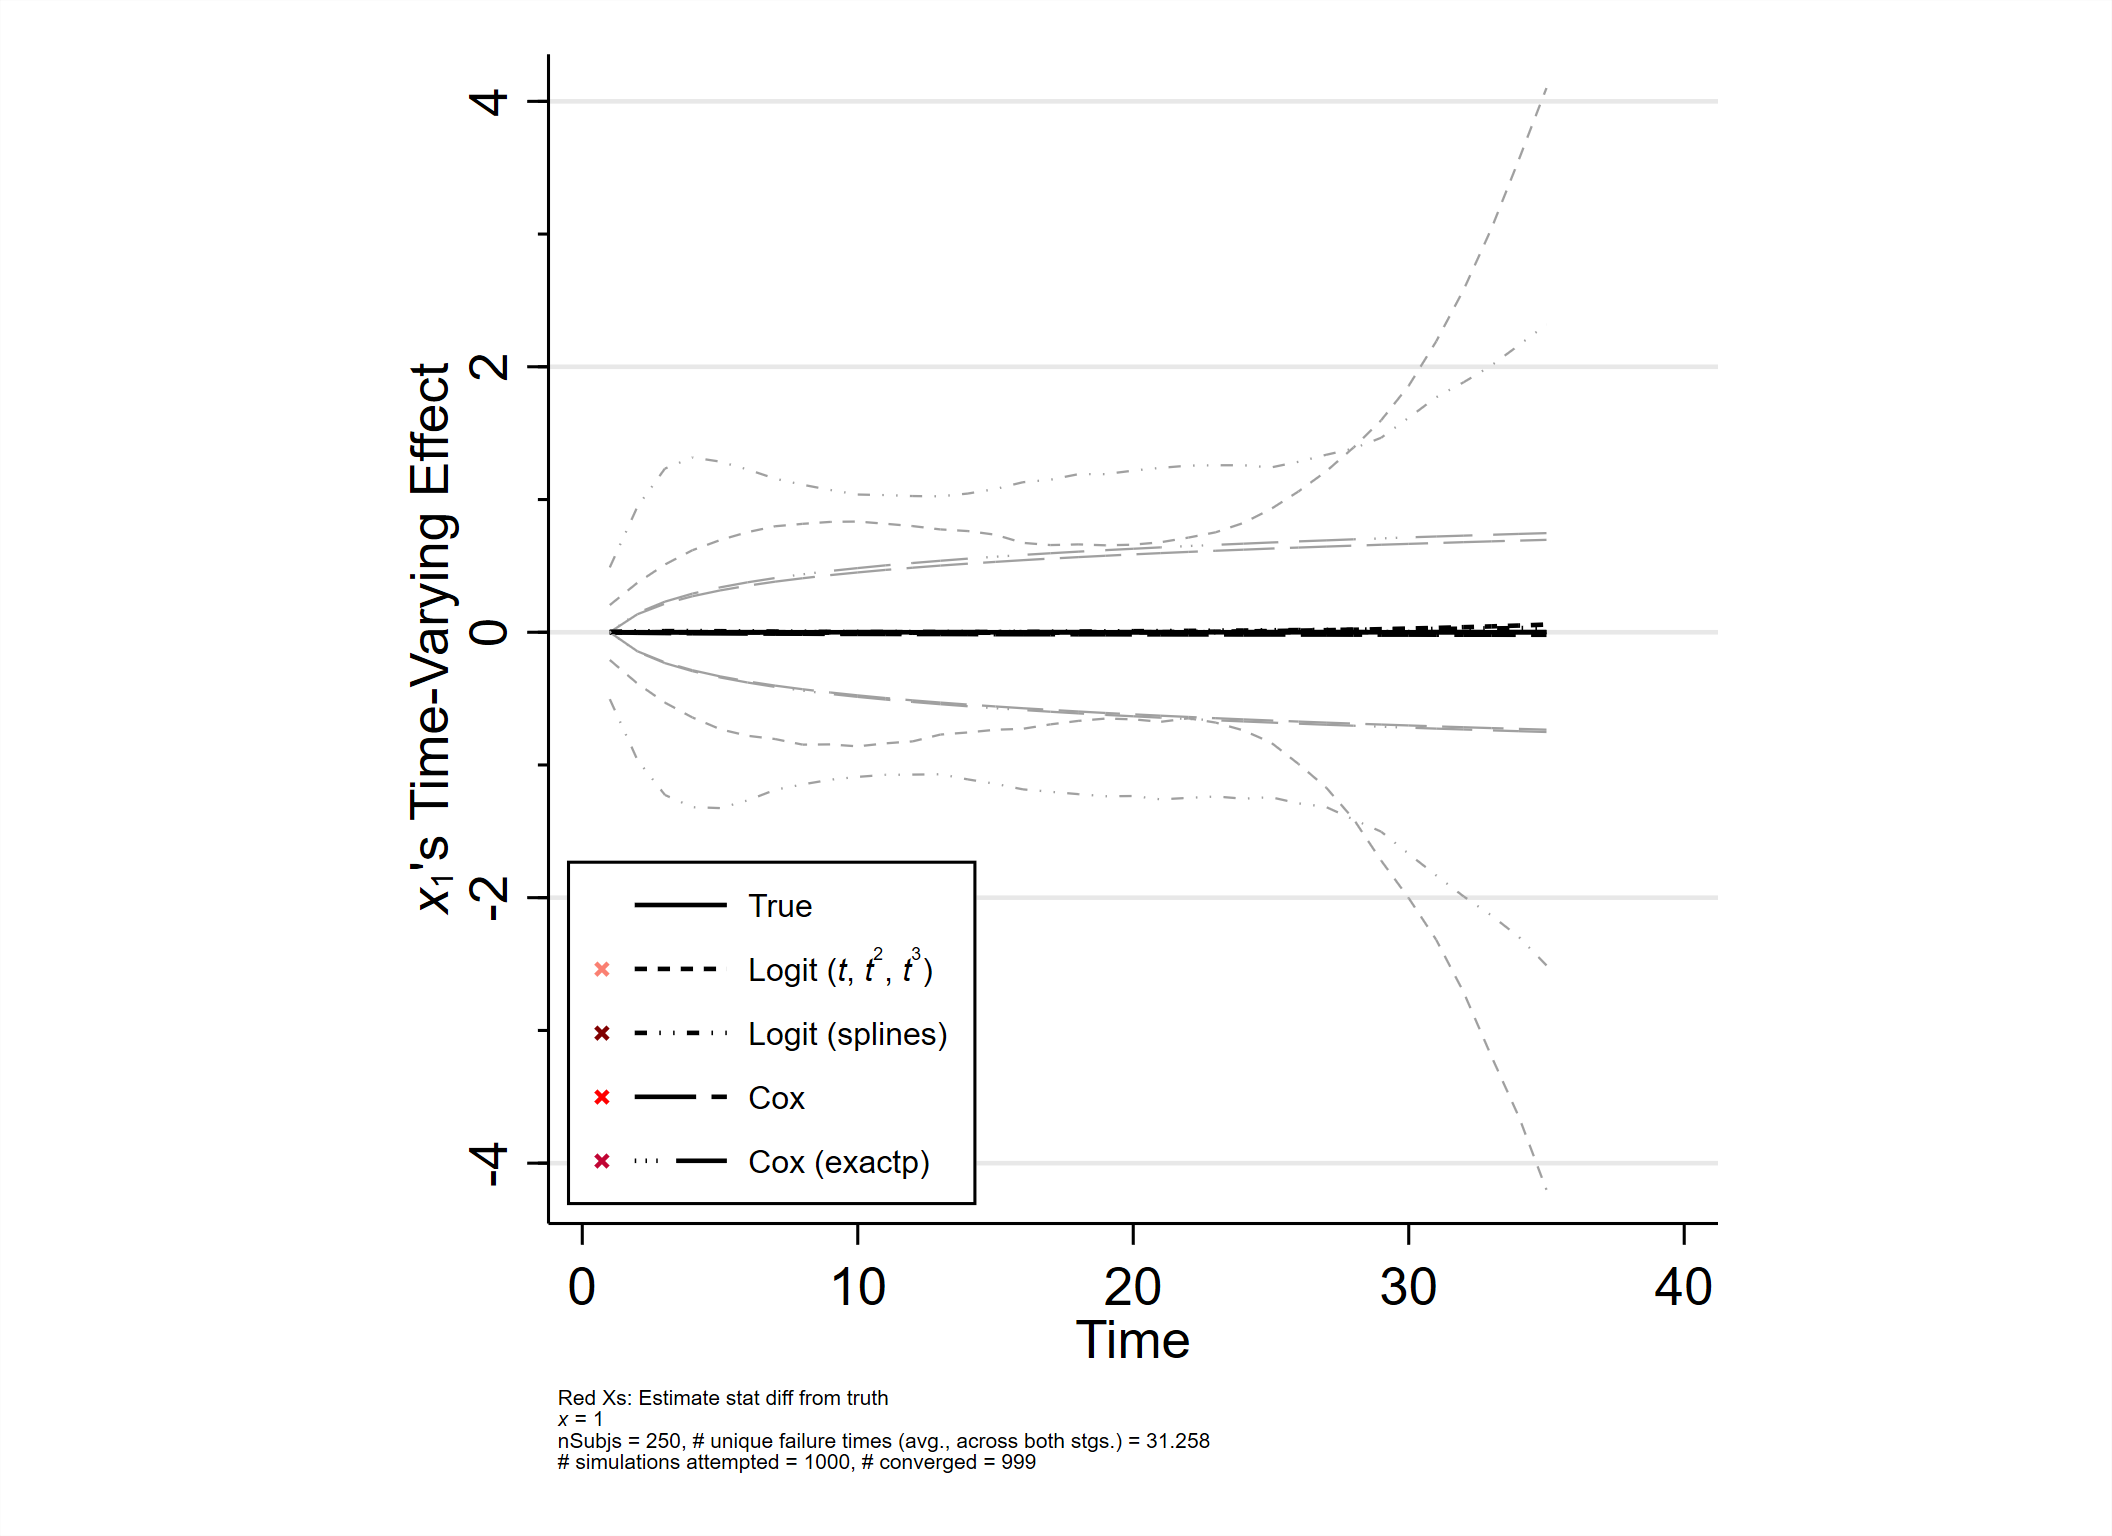 4
2
0
-2
-4
x₁'s Time-Varying Effect
True
Logit (t, t², t³)
Logit (splines)
Cox
Cox (exactp)
0 10 20 30 40
Time
Red Xs: Estimate stat diff from truth
x = 1
nSubjs = 250, # unique failure times (avg., across both stgs.) = 31.258
# simulations attempted = 1000, # converged = 999